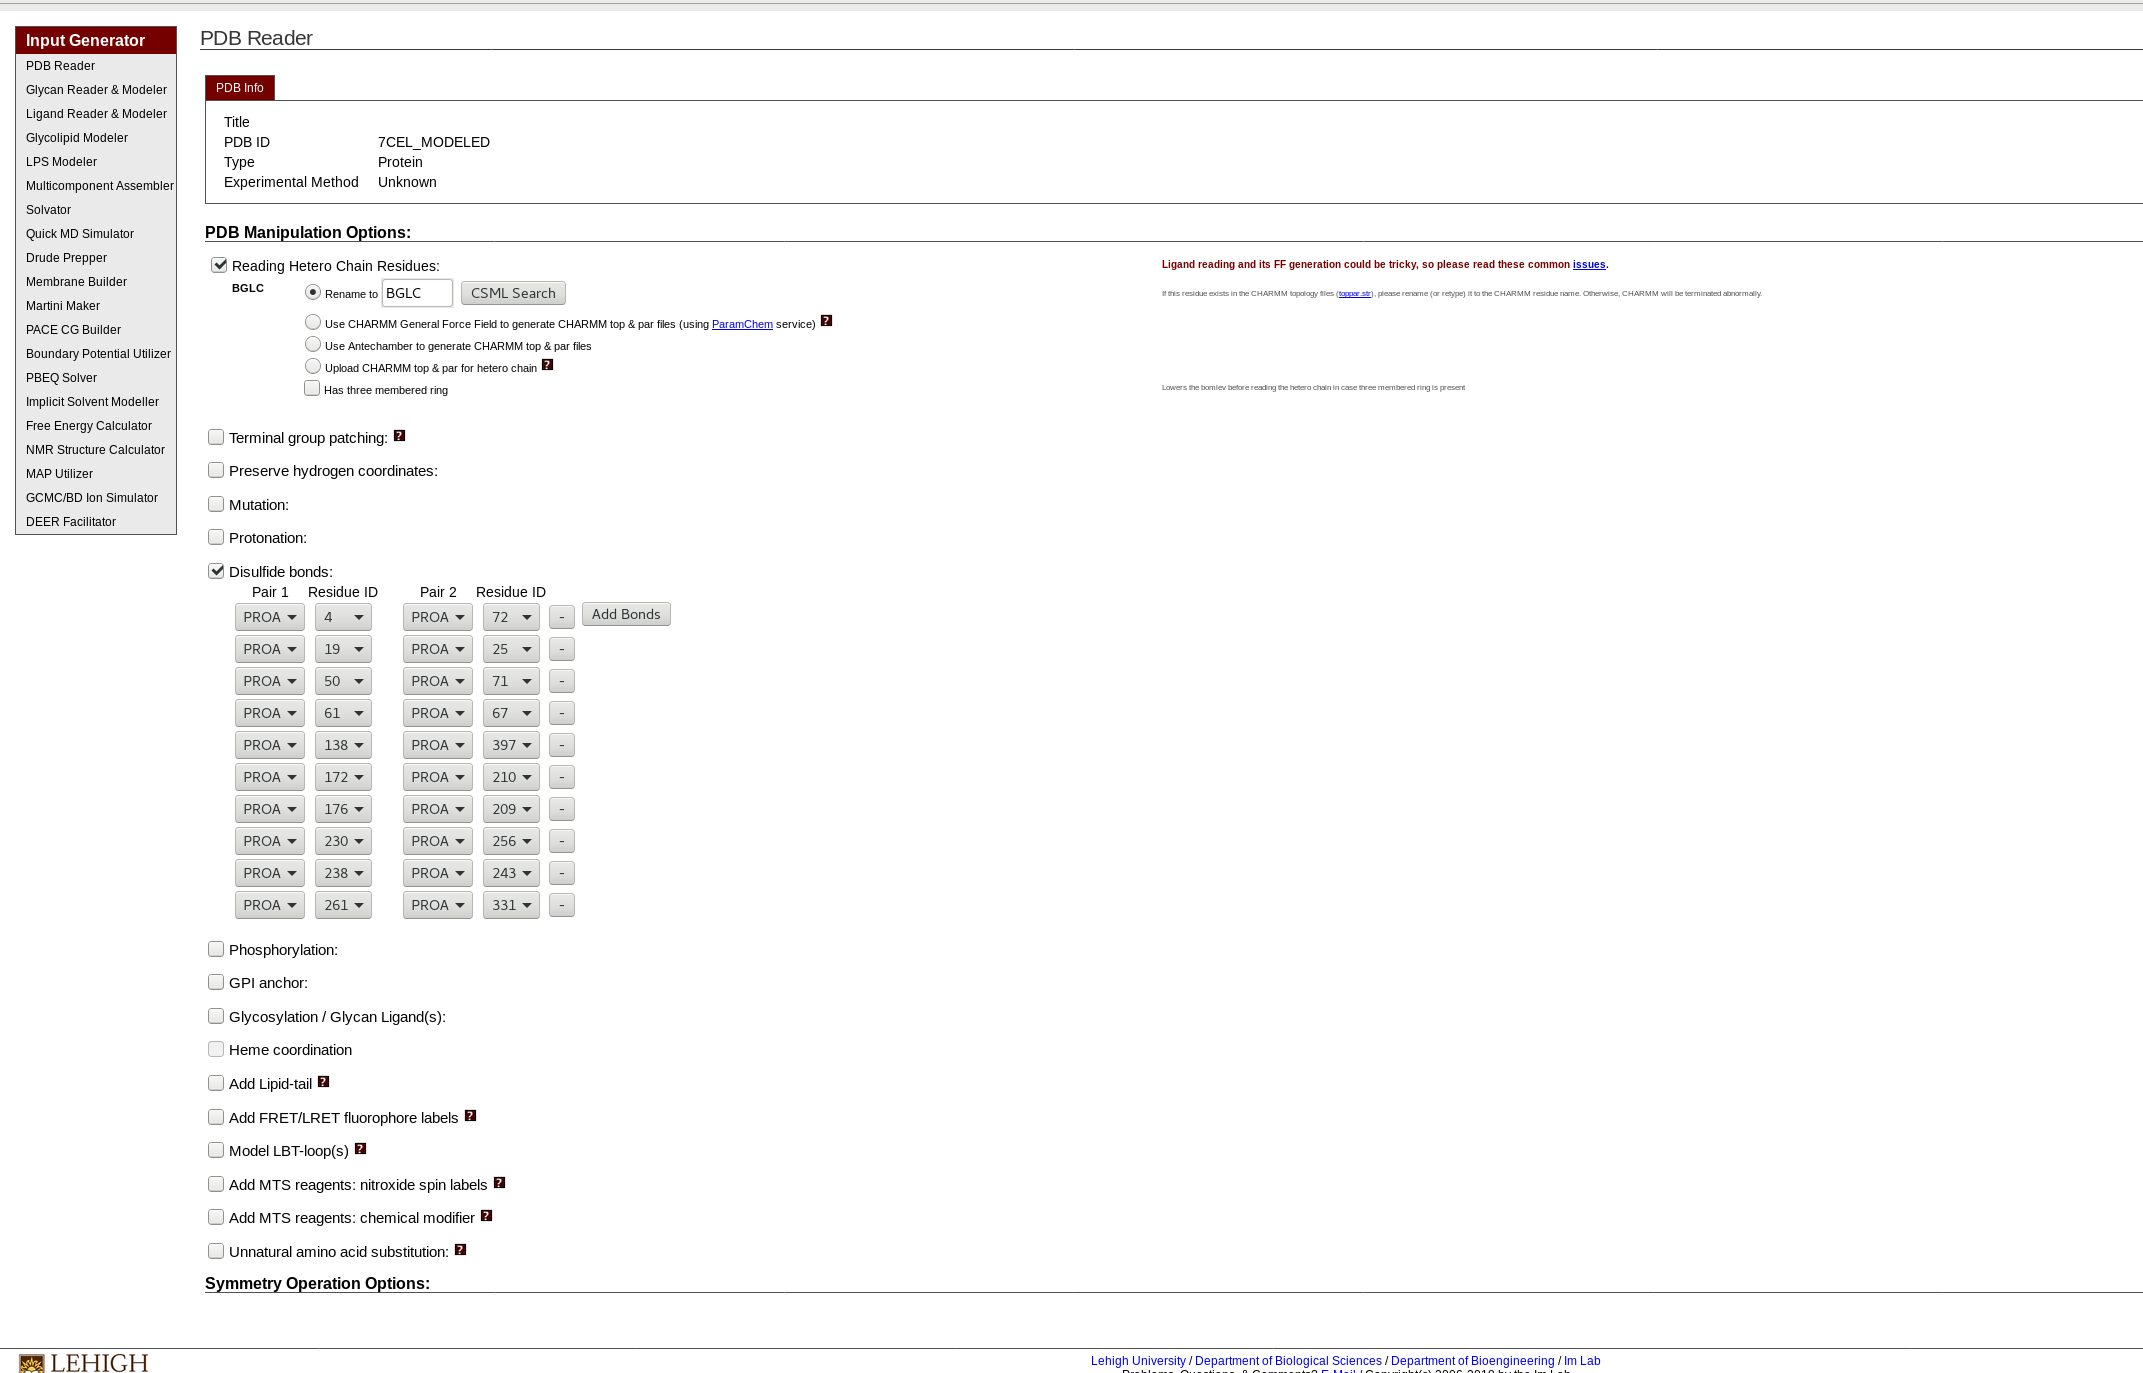 Input Generator
PDB Reader
Glycan Reader & Modeler
Ligand Reader & Modeler
Glycolipid Modeler
LPS Modeler
Multicomponent Assembler
Solvator
Quick MD Simulator
Drude Prepper
Membrane Builder
Martini Maker
PACE CG Builder
Boundary Potential Utilizer
PBEQ Solver
Implicit Solvent Modeller
Free Energy Calculator
NMR Structure Calculator
MAP Utilizer
GCMC/BD Ion Simulator
DEER Facilitator
PDB Reader
PDB Info
Title
PDB ID 7CEL_MODELED
Type Protein
Experimental Method Unknown
PDB Manipulation Options:
Reading Hetero Chain Residues: Ligand reading and its FF generation could be tricky, so please read these common issues.
BGLC Rename to BGLC CSML Search If this residue exists in the CHARMM topology files (toppar.str), please rename (or retype) it to the CHARMM residue name. Otherwise, CHARMM will be terminated abnormally.
Use CHARMM General Force Field to generate CHARMM top & par files (using ParamChem service) ?
Use Antechamber to generate CHARMM top & par files
Upload CHARMM top & par for hetero chain ?
Has three membered ring Lowers the bomlev before reading the hetero chain in case three membered ring is present
Terminal group patching: ?
Preserve hydrogen coordinates:
Mutation:
Protonation:
Disulfide bonds:
Pair 1 Residue ID Pair 2 Residue ID
PROA 4 PROA 72 - Add Bonds
PROA 19 PROA 25 -
PROA 50 PROA 71 -
PROA 61 PROA 67 -
PROA 138 PROA 397 -
PROA 172 PROA 210 -
PROA 176 PROA 209 -
PROA 230 PROA 256 -
PROA 238 PROA 243 -
PROA 261 PROA 331 -
Phosphorylation:
GPI anchor:
Glycosylation / Glycan Ligand(s):
Heme coordination
Add Lipid-tail ?
Add FRET/LRET fluorophore labels ?
Model LBT-loop(s) ?
Add MTS reagents: nitroxide spin labels ?
Add MTS reagents: chemical modifier ?
Unnatural amino acid substitution: ?
Symmetry Operation Options:
LEHIGH
Lehigh University / Department of Biological Sciences / Department of Bioengineering / Im Lab
Problems, Questions, & Comments? E-Mail / Copyright(c) 2006-2018 by the Im Lab